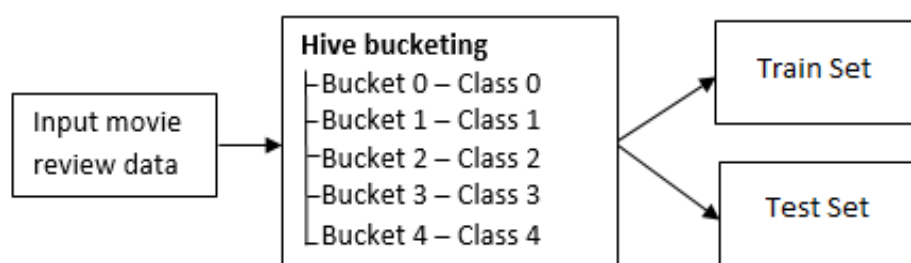 Input movie
review data
Hive bucketing
Bucket 0 – Class 0
Bucket 1 – Class 1
Bucket 2 – Class 2
Bucket 3 – Class 3
Bucket 4 – Class 4
Train Set
Test Set